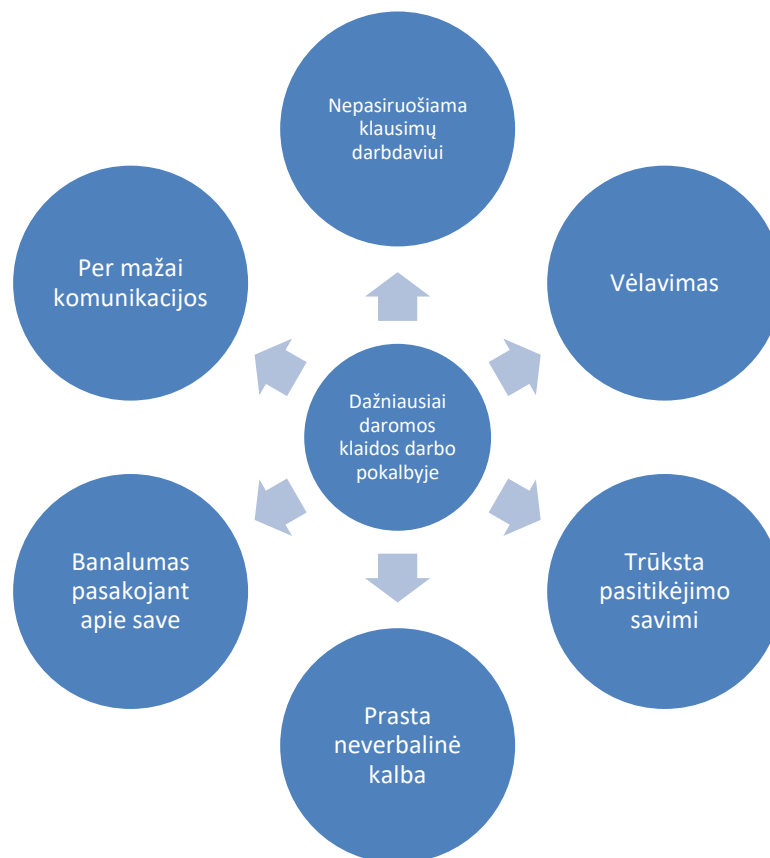 Nepasiruošiama
klausimų
darbdaviui
Per mažai
komunikacijos
Vėlavimas
Dažniausiai
daromos
klaidos darbo
pokalbyje
Banalumas
pasakojant
apie save
Trūksta
pasitikėjimo
savimi
Prasta
neverbalinė
kalba